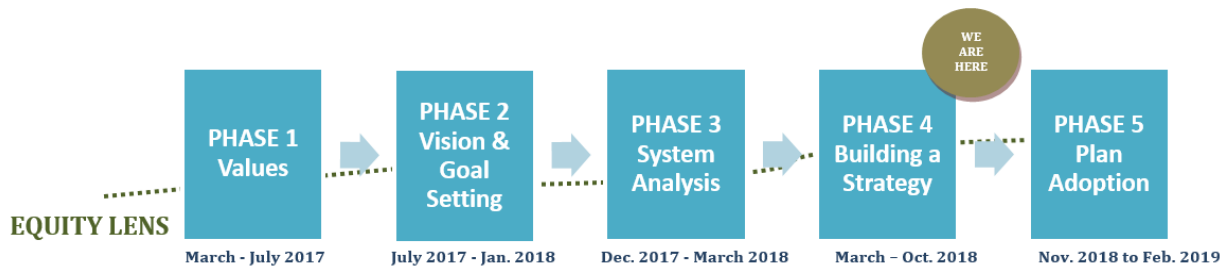 WE
ARE
HERE
PHASE 1
Values
PHASE 2
Vision &
Goal
Setting
PHASE 3
System
Analysis
PHASE 4
Building a
Strategy
PHASE 5
Plan
Adoption
EQUITY LENS
March - July 2017
July 2017 - Jan. 2018
Dec. 2017 - March 2018
March – Oct. 2018
Nov. 2018 to Feb. 2019